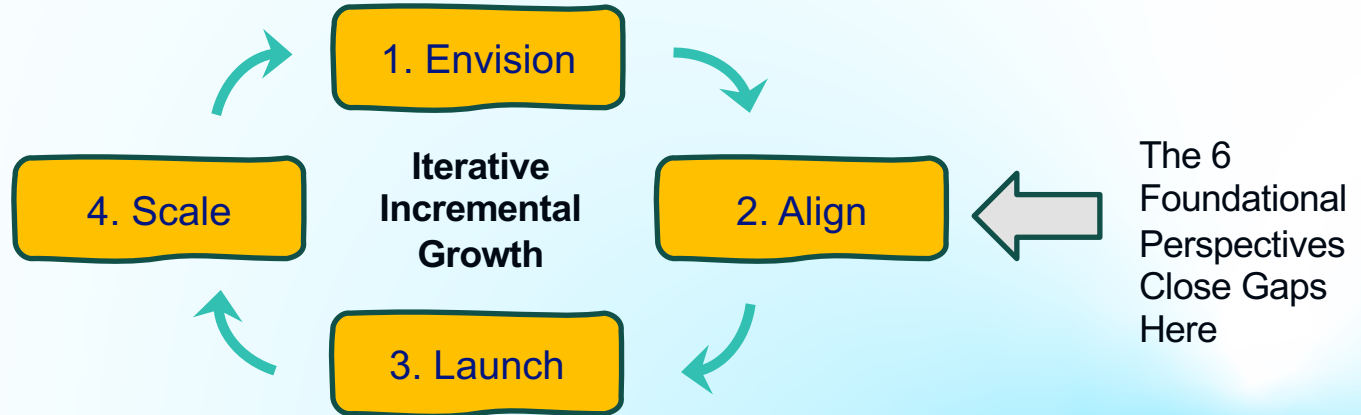 1. Envision
Iterative
Incremental
Growth
4. Scale
2. Align
3. Launch
The 6
Foundational
Perspectives
Close Gaps
Here